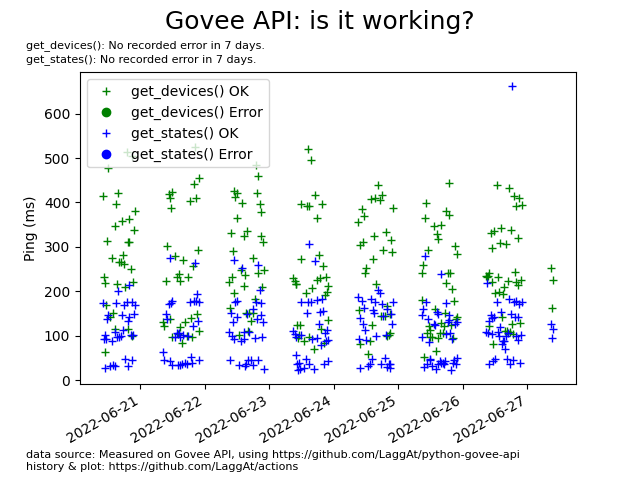 Govee API: is it working?
get_devices(): No recorded error in 7 days.
get_states(): No recorded error in 7 days.
get_devices() OK
get_devices() Error
get_states() OK
get_states() Error
Ping (ms)
600
500
400
300
200
100
0
2022-06-21
2022-06-22
2022-06-23
2022-06-24
2022-06-25
2022-06-26
2022-06-27
data source: Measured on Govee API, using https://github.com/LaggAt/python-govee-api
history & plot: https://github.com/LaggAt/actions